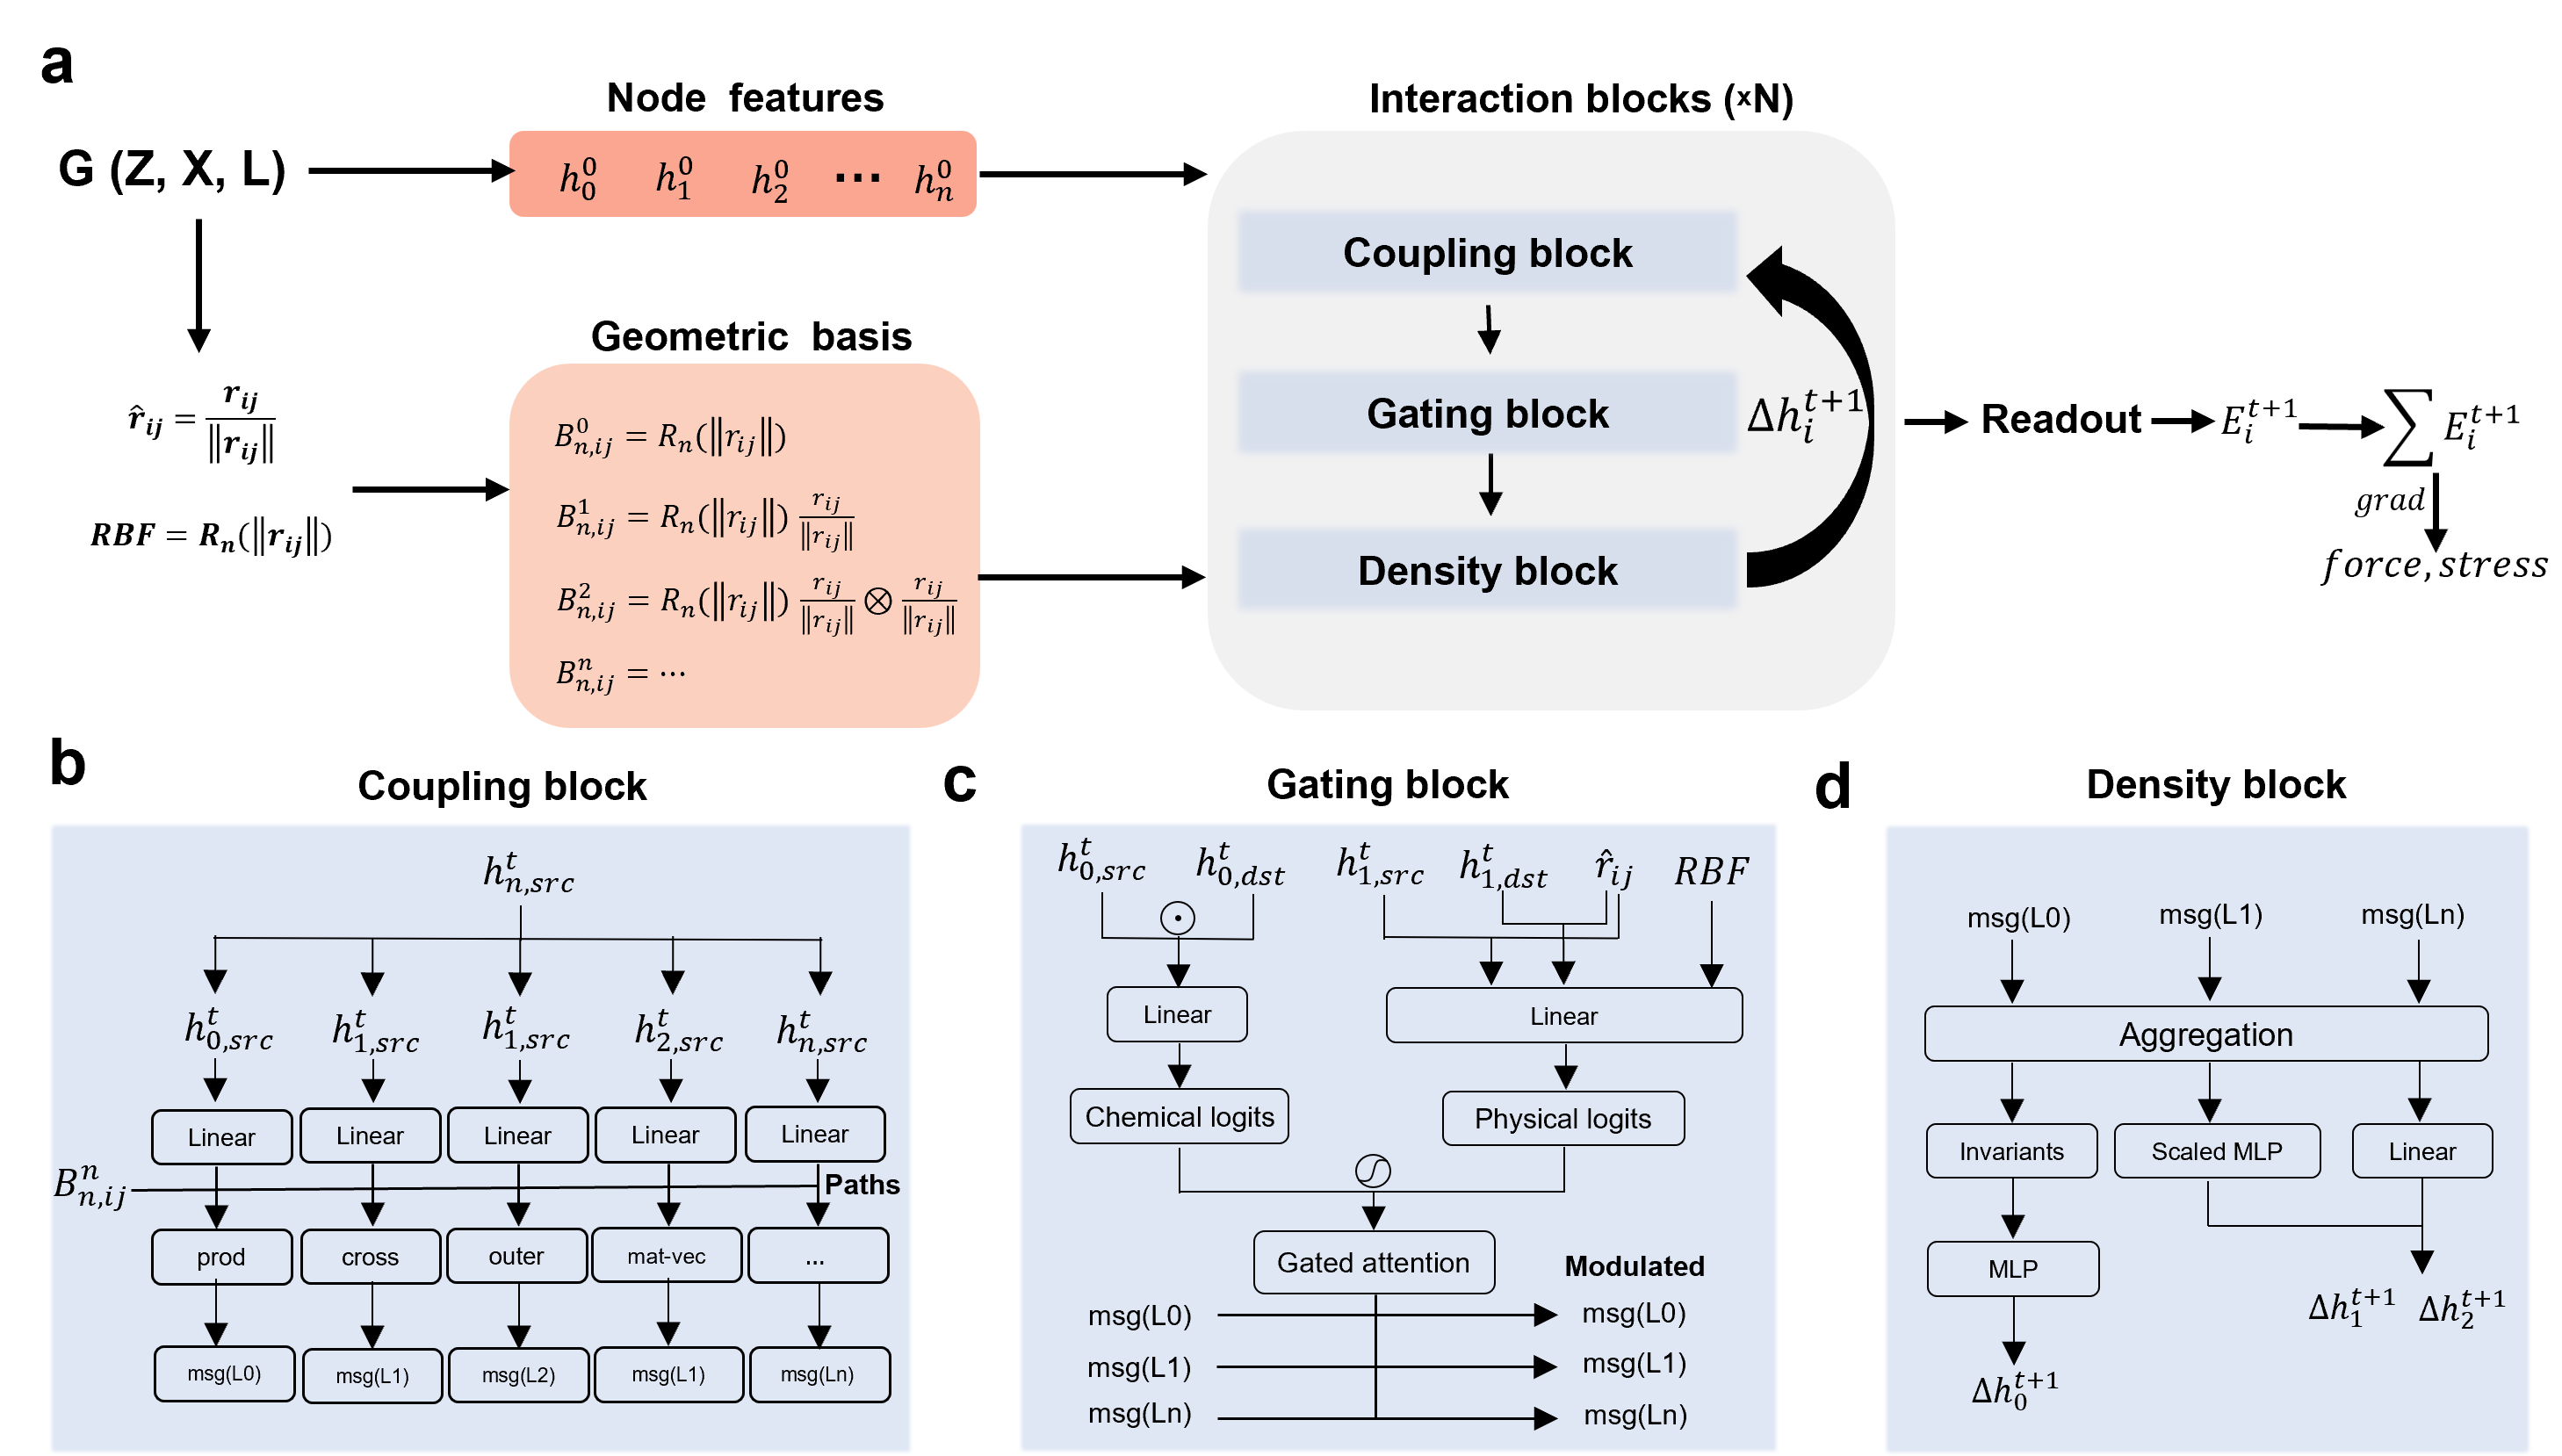 a
Node features
Interaction blocks (×N)
G (Z, X, L)
h_0^0 h_1^0 h_2^0 ⋯ h_n^0
Coupling block
Geometric basis
r̂_ij = r_ij / ‖r_ij‖
RBF = R_n(‖r_ij‖)
B_{n,ij}^0 = R_n(‖r_ij‖)
B_{n,ij}^1 = R_n(‖r_ij‖) r_ij / ‖r_ij‖
B_{n,ij}^2 = R_n(‖r_ij‖) r_ij / ‖r_ij‖ ⊗ r_ij / ‖r_ij‖
B_{n,ij}^n = ⋯
Gating block
Δh_i^{t+1}
Density block
Readout
E_i^{t+1}
∑ E_i^{t+1}
grad
force, stress
b
Coupling block
h_{n,src}^t
h_{0,src}^t h_{1,src}^t h_{1,src}^t h_{2,src}^t h_{n,src}^t
Linear Linear Linear Linear Linear
B_{n,ij}^n
Paths
prod cross outer mat-vec ...
msg(L0) msg(L1) msg(L2) msg(L1) msg(Ln)
c
Gating block
h_{0,src}^t h_{0,dst}^t h_{1,src}^t h_{1,dst}^t r̂_ij RBF
⊙
Linear Linear
Chemical logits Physical logits
Gated attention
Modulated
msg(L0) msg(L0)
msg(L1) msg(L1)
msg(Ln) msg(Ln)
d
Density block
msg(L0) msg(L1) msg(Ln)
Aggregation
Invariants Scaled MLP Linear
MLP
Δh_1^{t+1} Δh_2^{t+1}
Δh_0^{t+1}